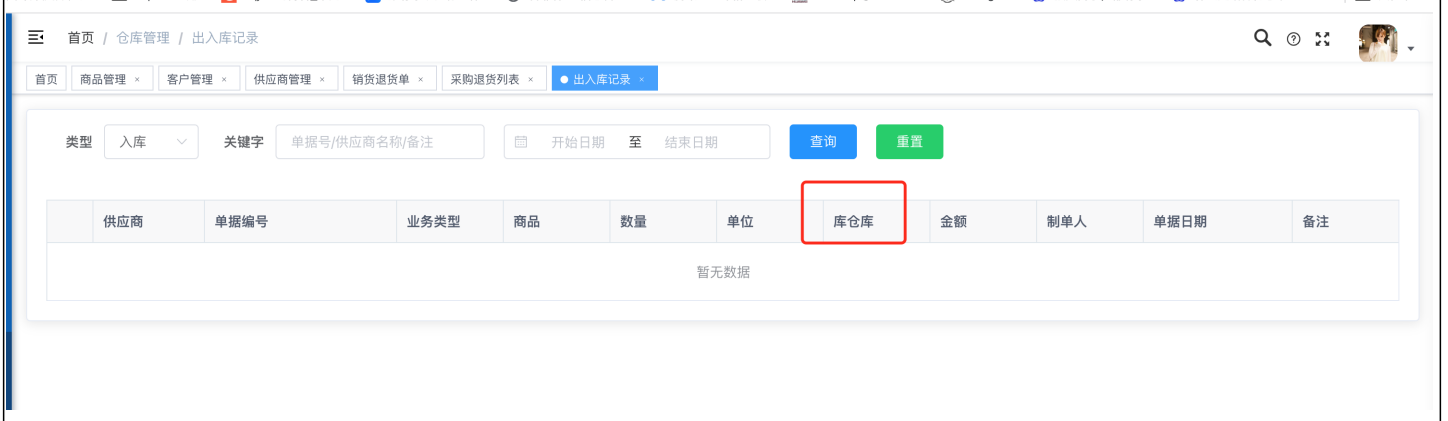 首页 / 仓库管理 / 出入库记录
首页 商品管理 × 客户管理 × 供应商管理 × 销货退货单 × 采购退货列表 × 出入库记录 ×
类型 入库 关键字 单据号/供应商名称/备注 开始日期 至 结束日期 查询 重置
供应商 单据编号 业务类型 商品 数量 单位 库仓库 金额 制单人 单据日期 备注
暂无数据